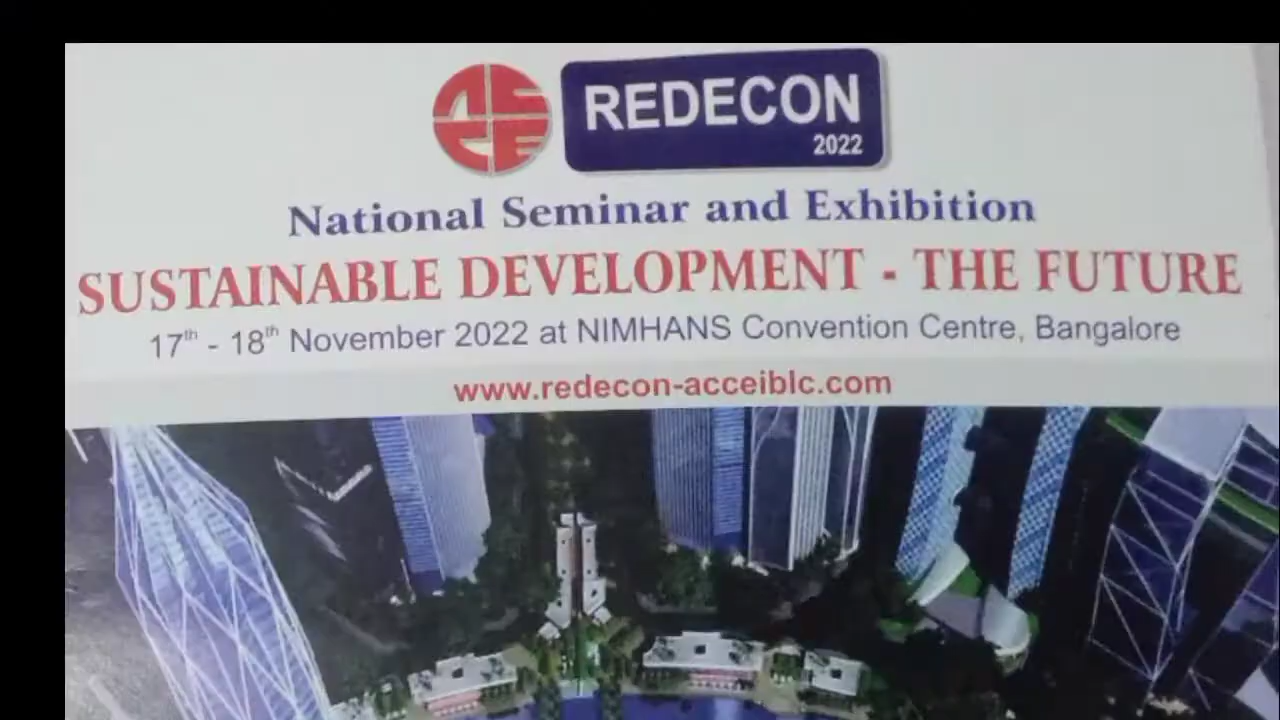 ACCE
REDECON
2022
National Seminar and Exhibition
SUSTAINABLE DEVELOPMENT - THE FUTURE
17th - 18th November 2022 at NIMHANS Convention Centre, Bangalore
www.redecon-acceiblc.com